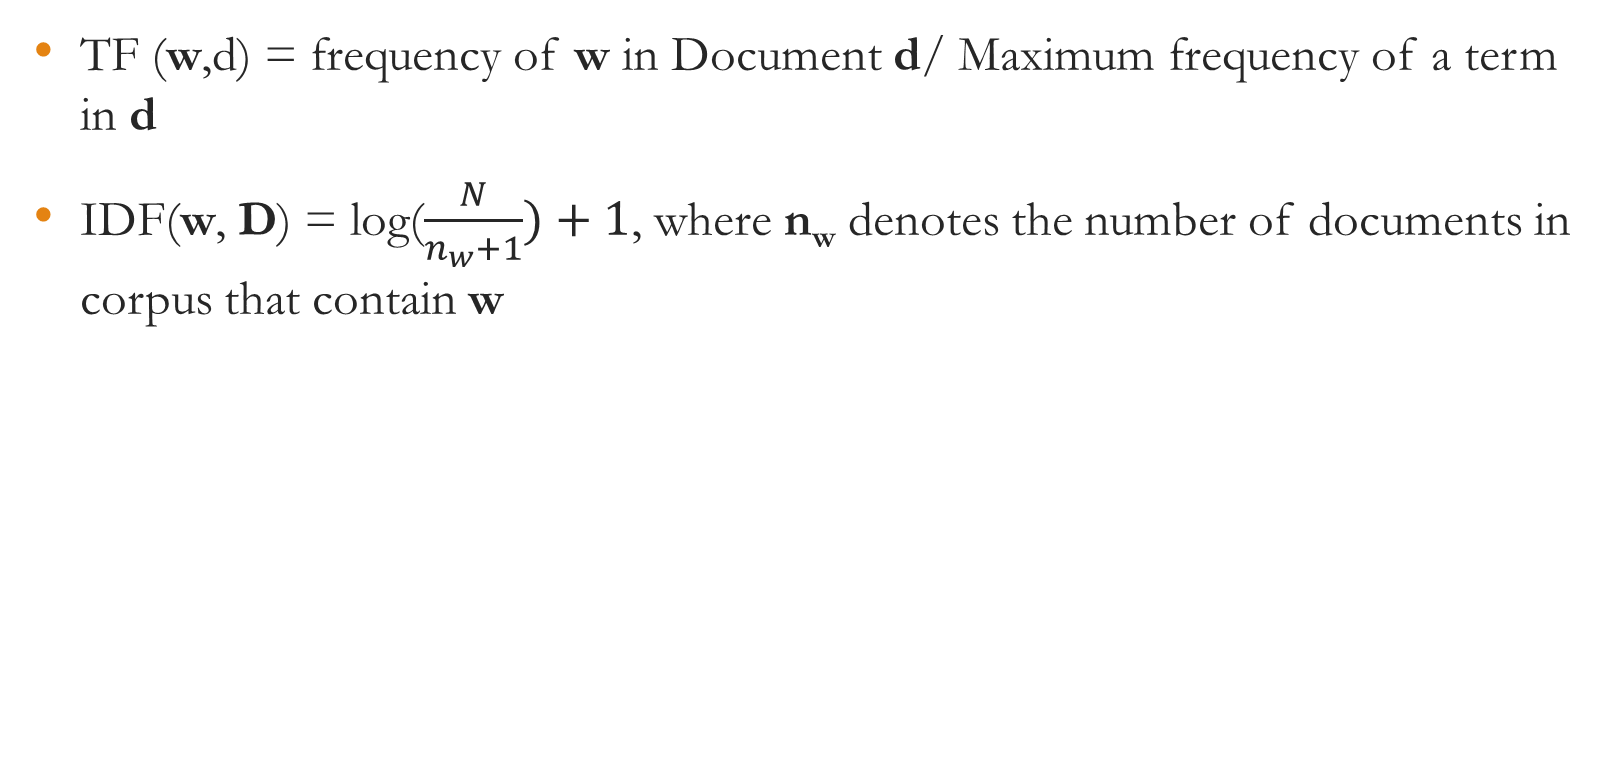 • TF (w,d) = frequency of w in Document d/ Maximum frequency of a term
in d
• IDF(w, D) = log(N/(n_w+1)) + 1, where n_w denotes the number of documents in
corpus that contain w